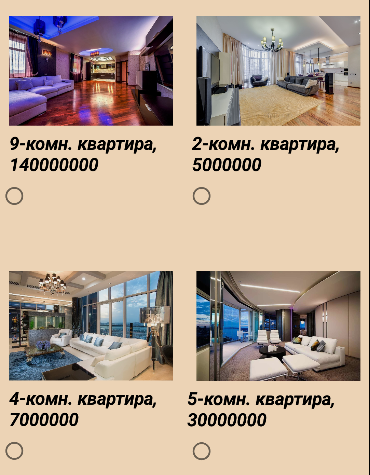 9-комн. квартира,
140000000
2-комн. квартира,
5000000
4-комн. квартира,
7000000
5-комн. квартира,
30000000